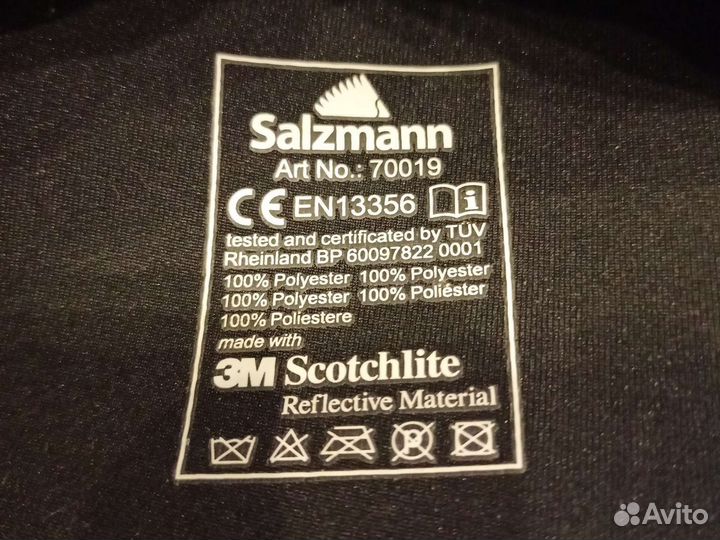 Salzmann
Art No.: 70019
CE EN13356 i
tested and certificated by TÜV
Rheinland BP 60097822 0001
100% Polyester 100% Polyester
100% Polyester 100% Poliéster
100% Poliestere
made with
3M Scotchlite
Reflective Material
P
Avito